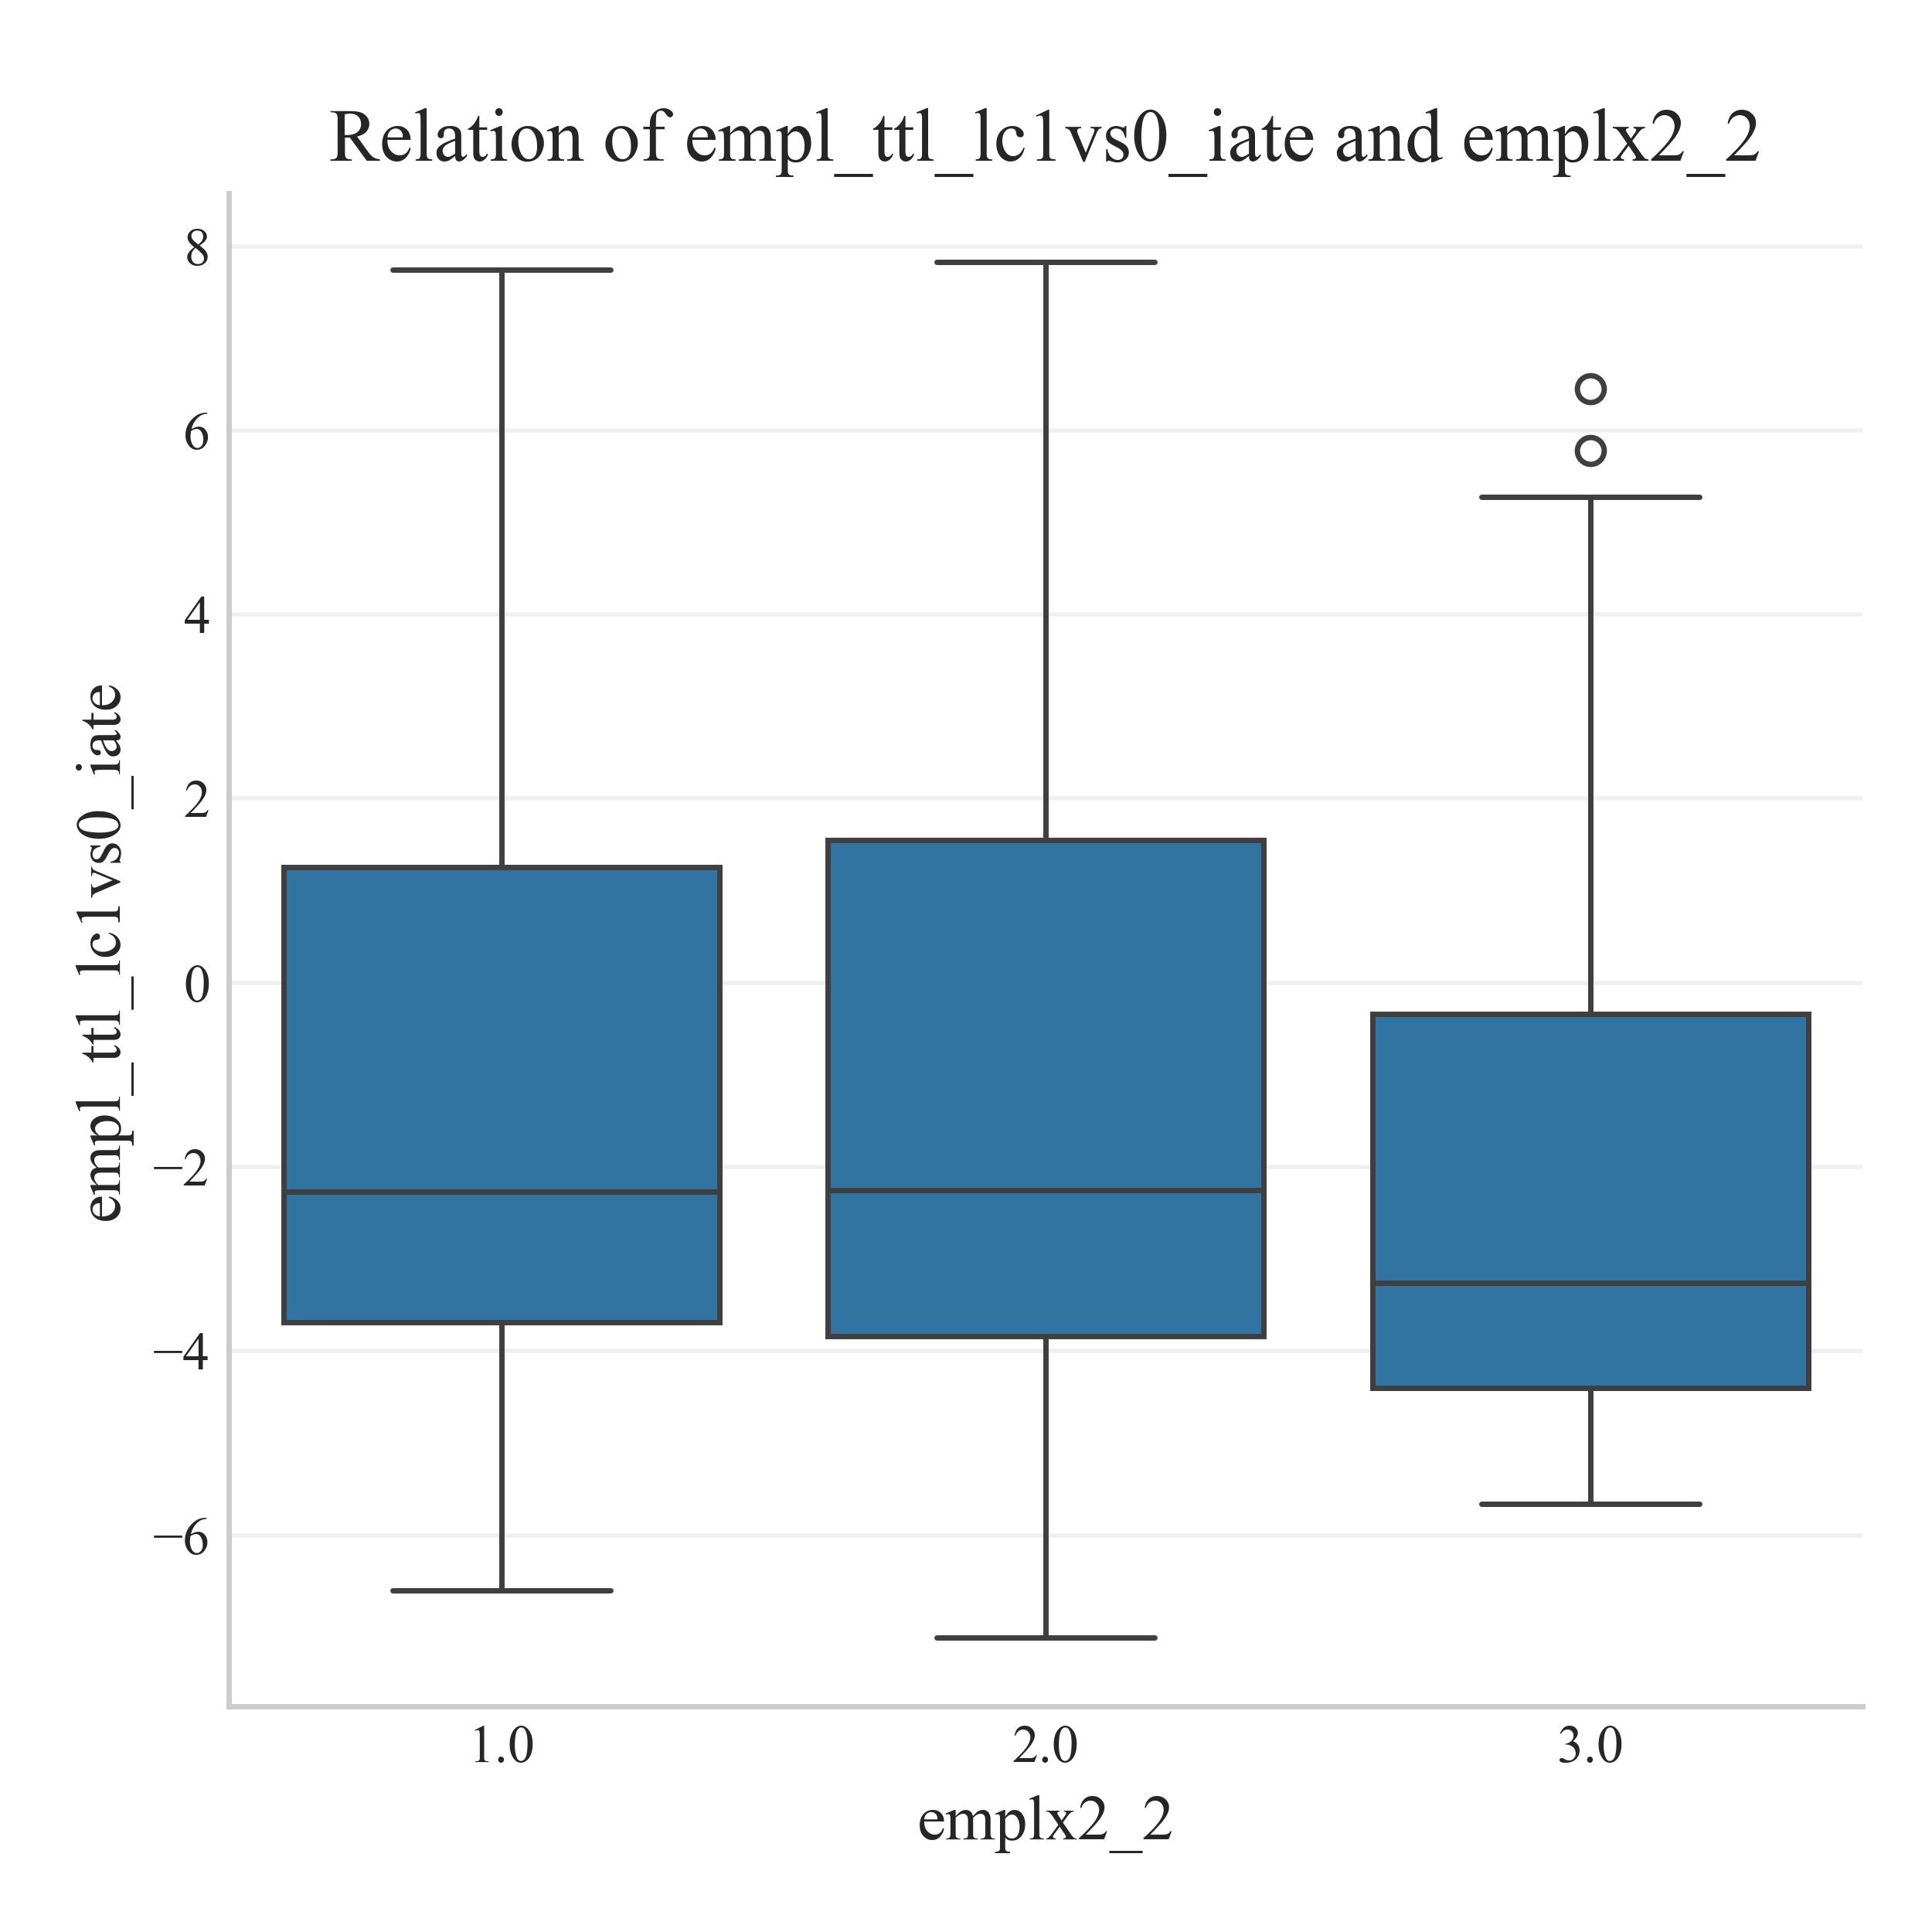 Relation of empl_ttl_lc1vs0_iate and emplx2_2
8
6
4
2
0
−2
−4
−6
empl_ttl_lc1vs0_iate
1.0 2.0 3.0
emplx2_2